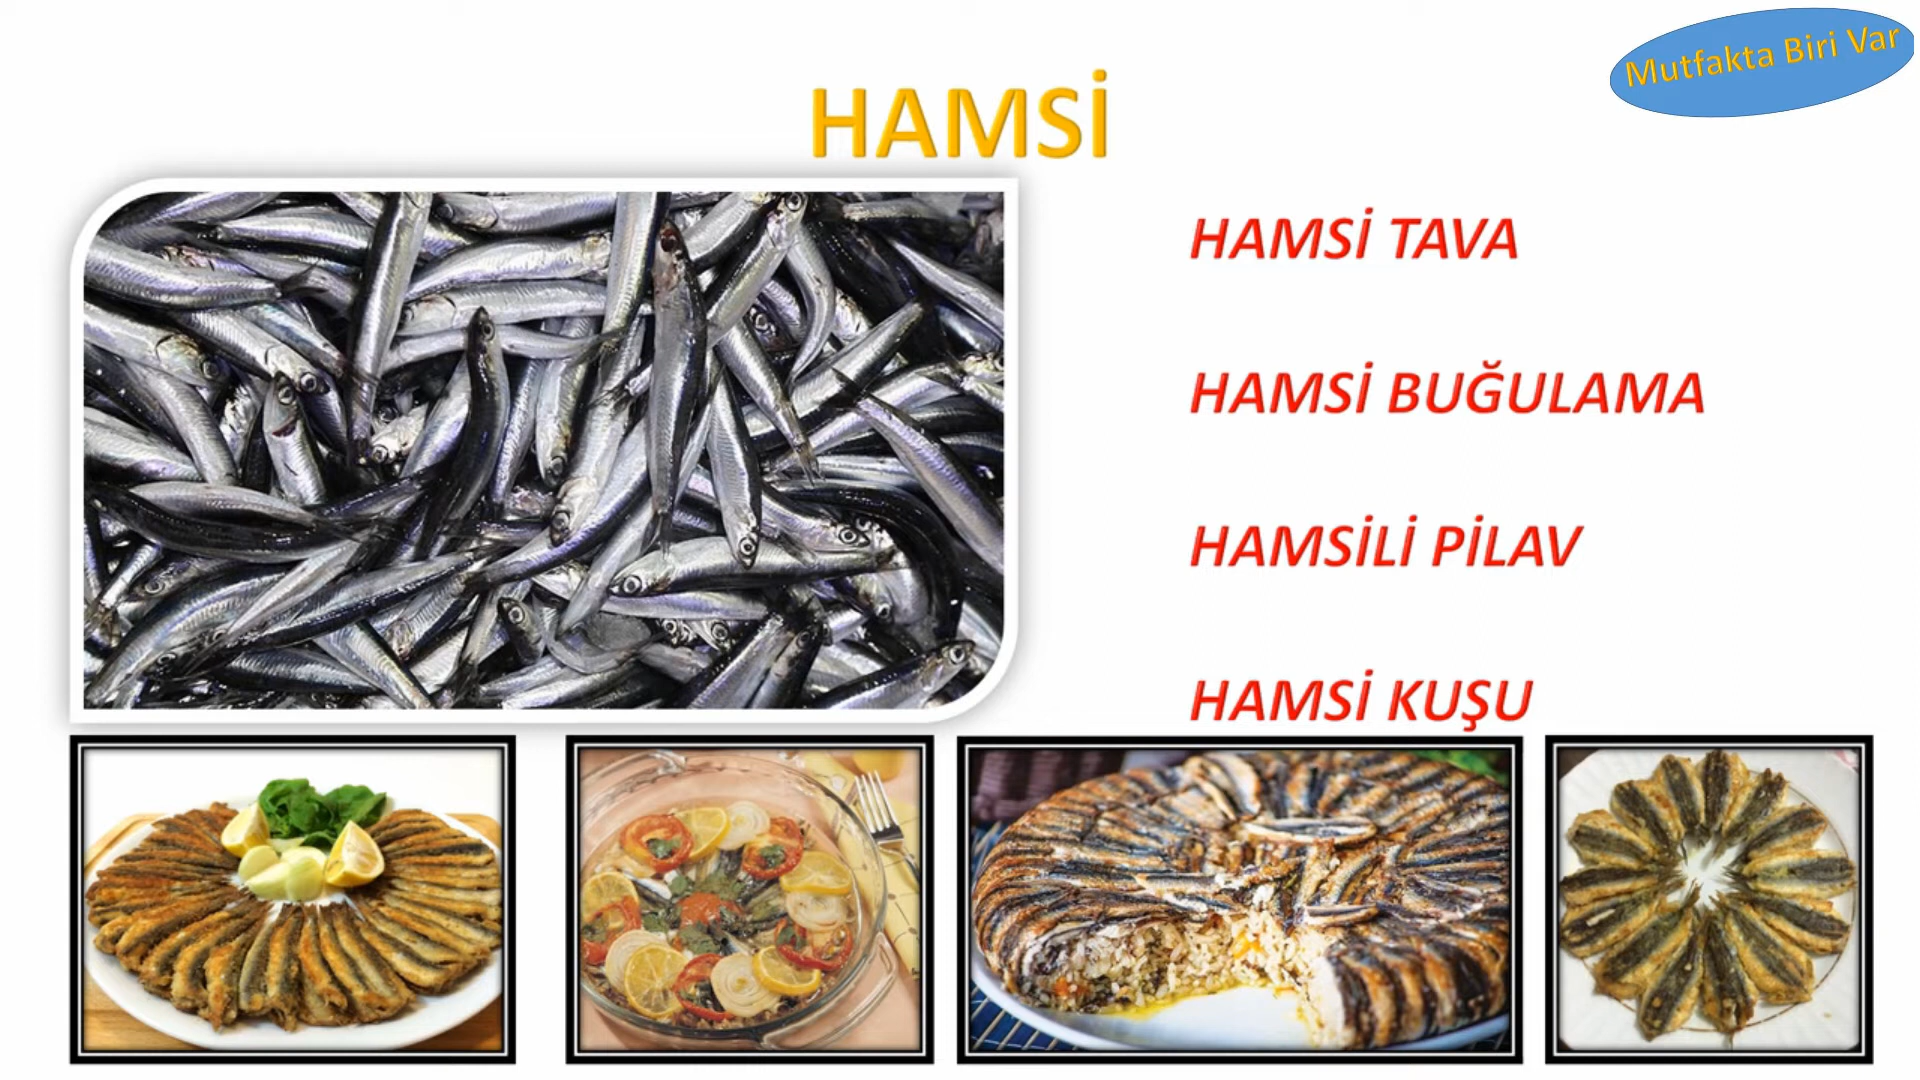 Mutfakta Biri Var
HAMSİ
HAMSİ TAVA
HAMSİ BUĞULAMA
HAMSİLİ PİLAV
HAMSİ KUŞU